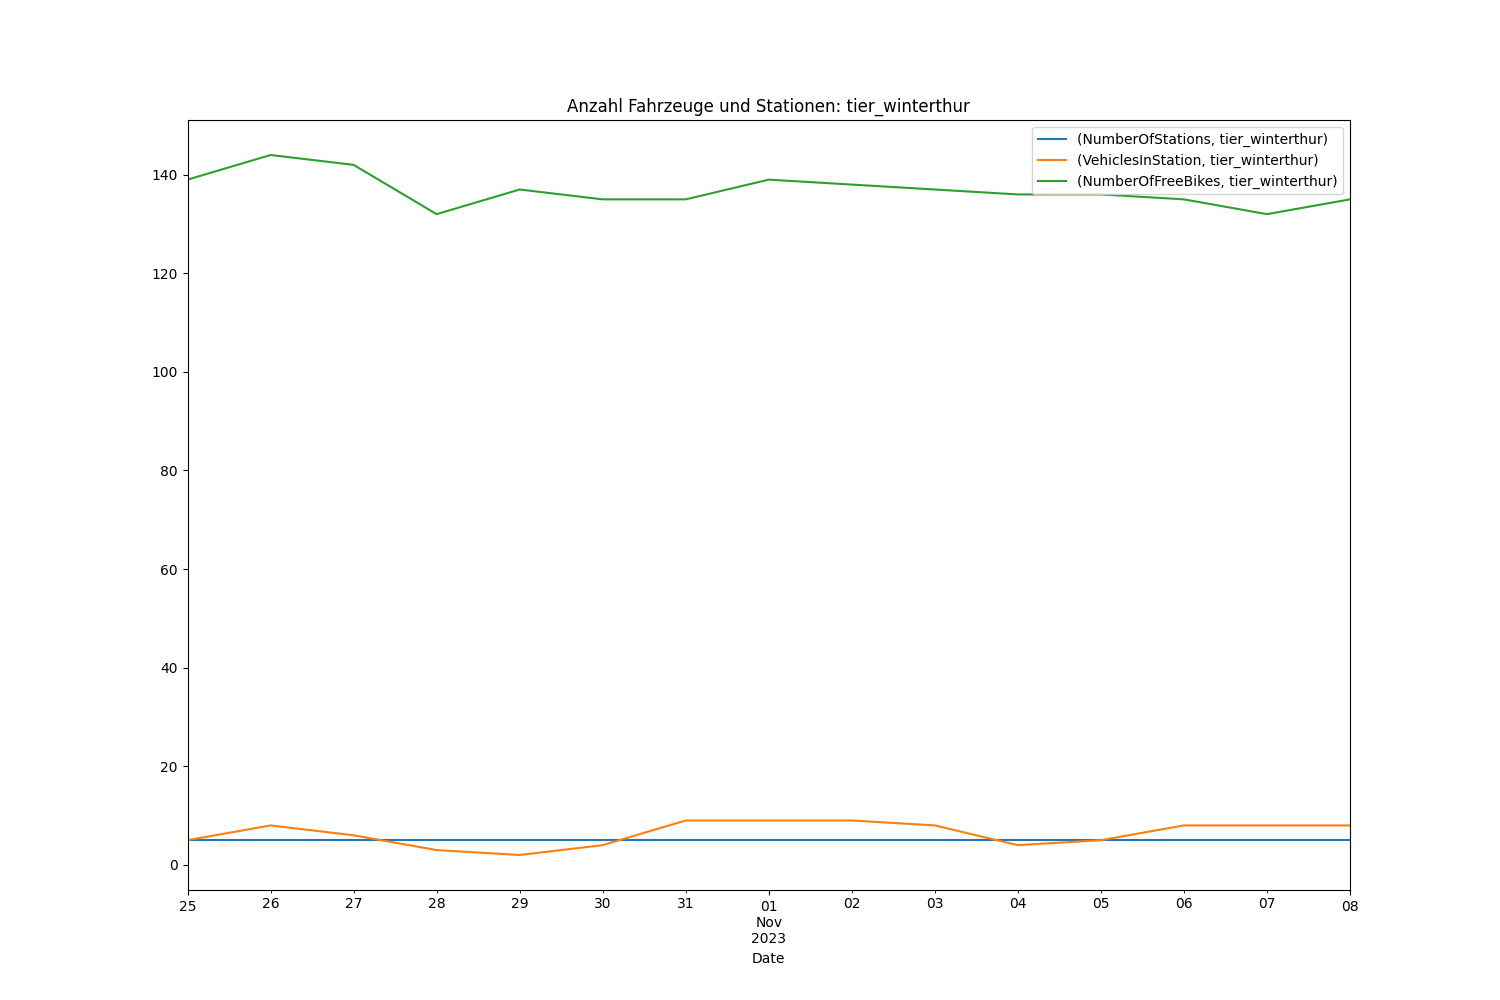 Anzahl Fahrzeuge und Stationen: tier_winterthur
(NumberOfStations, tier_winterthur)
(VehiclesInStation, tier_winterthur)
(NumberOfFreeBikes, tier_winterthur)
140
120
100
80
60
40
20
0
25 26 27 28 29 30 31 01 02 03 04 05 06 07 08
Nov
2023
Date